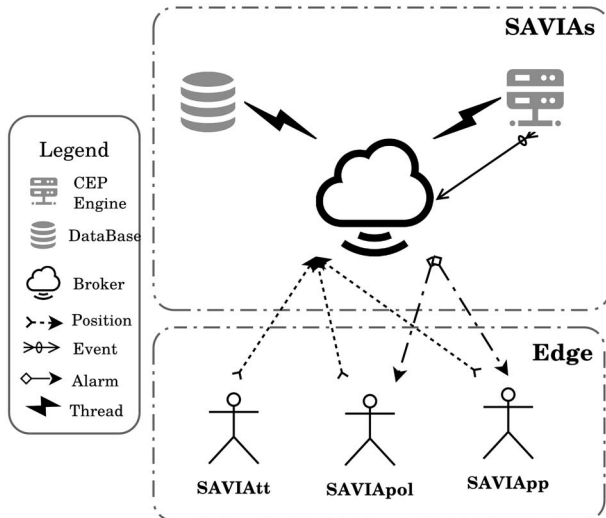 SAVIAs
Legend
CEP
Engine
DataBase
Broker
Position
Event
Alarm
Thread
Edge
SAVIAtt
SAVIApol
SAVIApp